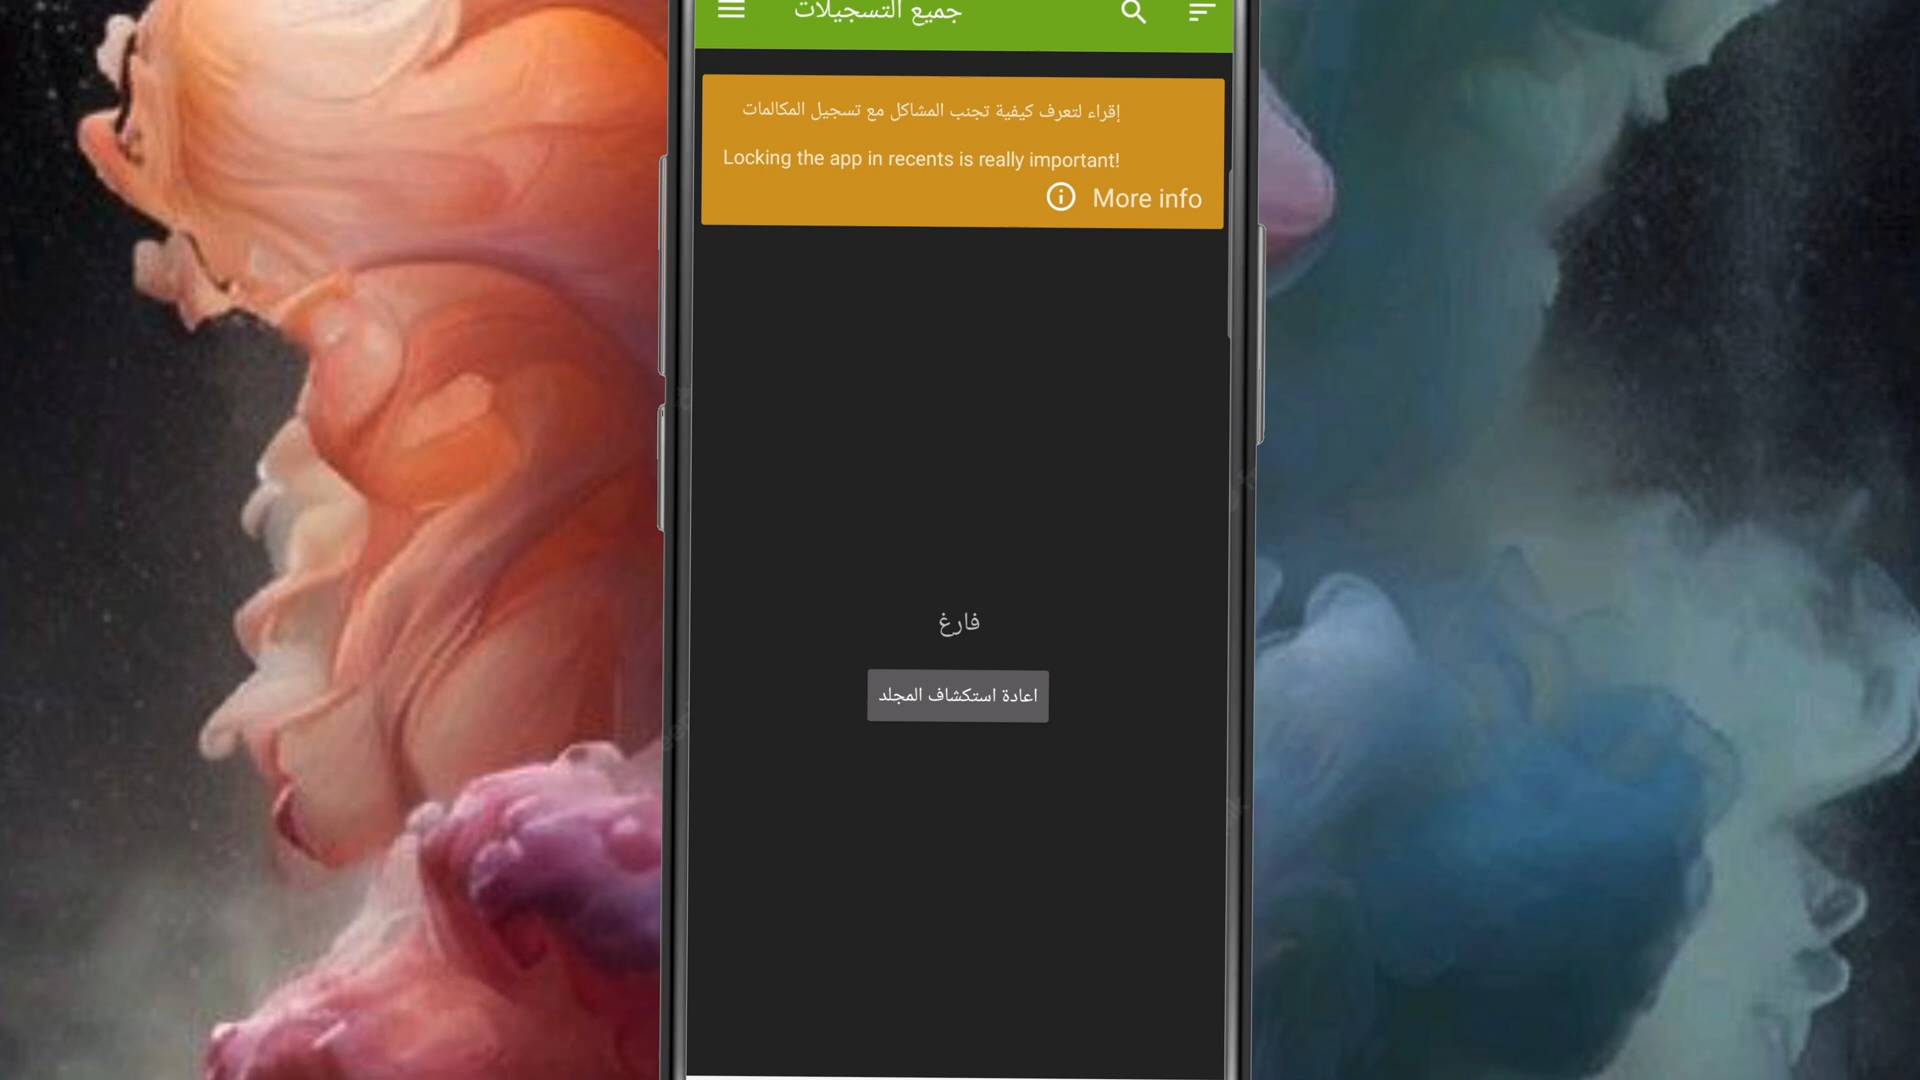 جميع التسجيلات
إقراء لتعرف كيفية تجنب المشاكل مع تسجيل المكالمات
Locking the app in recents is really important!
More info
فارغ
اعادة استكشاف المجلد